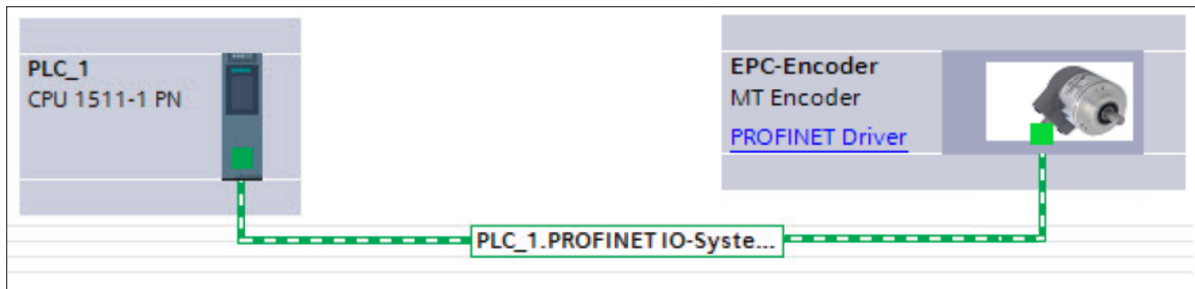 PLC_1
CPU 1511-1 PN
EPC-Encoder
MT Encoder
PROFINET Driver
PLC_1.PROFINET IO-Syste...